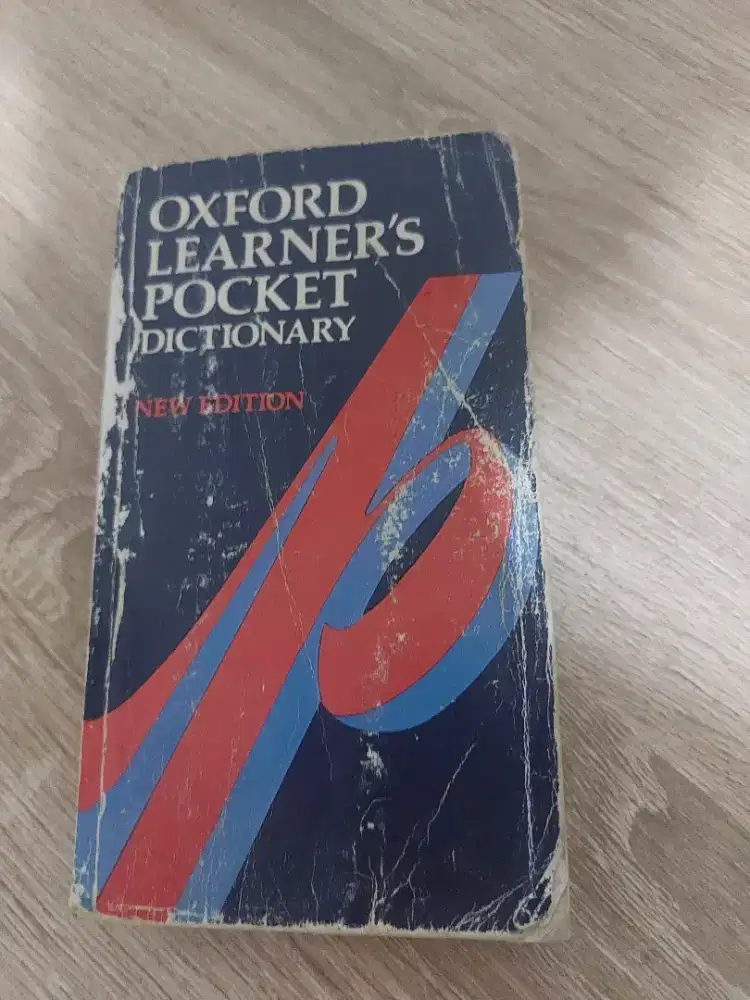 OXFORD
LEARNER'S
POCKET
DICTIONARY
NEW EDITION